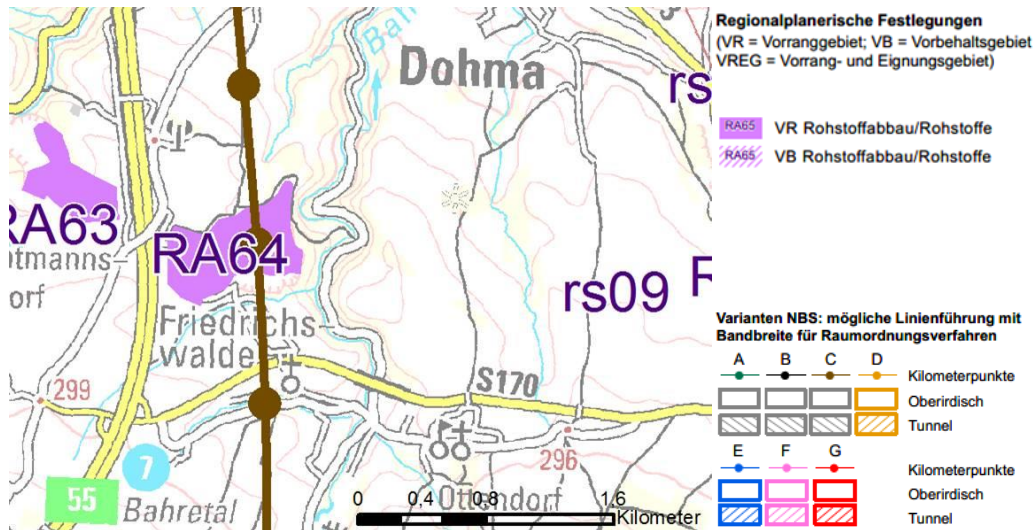 Dohma
rs
RA63
RA64
rs09
R
tmanns-
orf
Friedrichs-
walde
299
S170
296
7
55
Bahretal
Ottendorf
0 0.4 0.8 1.6
Kilometer
Bah
Regionalplanerische Festlegungen
(VR = Vorranggebiet; VB = Vorbehaltsgebiet
VREG = Vorrang- und Eignungsgebiet)
RA65 VR Rohstoffabbau/Rohstoffe
RA65 VB Rohstoffabbau/Rohstoffe
Varianten NBS: mögliche Linienführung mit
Bandbreite für Raumordnungsverfahren
A B C D
Kilometerpunkte
Oberirdisch
Tunnel
E F G
Kilometerpunkte
Oberirdisch
Tunnel